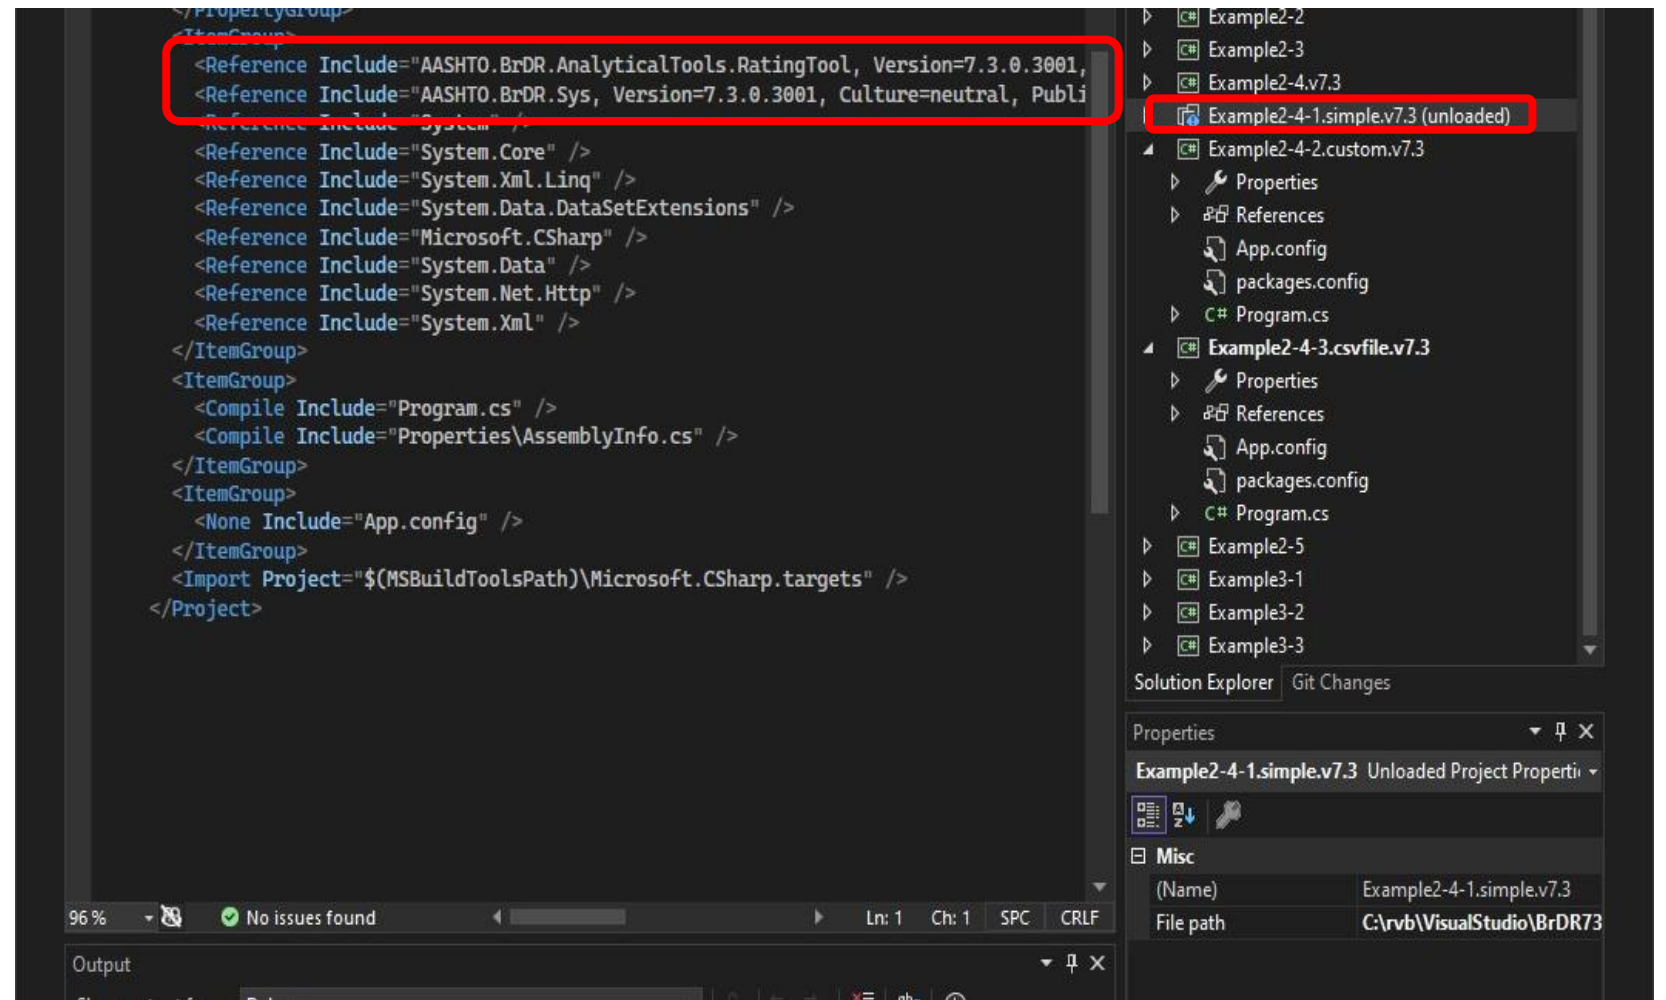 </PropertyGroup>
<ItemGroup>
<Reference Include="AASHTO.BrDR.AnalyticalTools.RatingTool, Version=7.3.0.3001,
<Reference Include="AASHTO.BrDR.Sys, Version=7.3.0.3001, Culture=neutral, Publi
<Reference Include="System" />
<Reference Include="System.Core" />
<Reference Include="System.Xml.Linq" />
<Reference Include="System.Data.DataSetExtensions" />
<Reference Include="Microsoft.CSharp" />
<Reference Include="System.Data" />
<Reference Include="System.Net.Http" />
<Reference Include="System.Xml" />
</ItemGroup>
<ItemGroup>
<Compile Include="Program.cs" />
<Compile Include="Properties\AssemblyInfo.cs" />
</ItemGroup>
<ItemGroup>
<None Include="App.config" />
</ItemGroup>
<Import Project="$(MSBuildToolsPath)\Microsoft.CSharp.targets" />
</Project>
96 %
No issues found
Ln: 1 Ch: 1 SPC CRLF
Output
Example2-2
Example2-3
Example2-4.v7.3
Example2-4-1.simple.v7.3 (unloaded)
Example2-4-2.custom.v7.3
Properties
References
App.config
packages.config
C# Program.cs
Example2-4-3.csvfile.v7.3
Properties
References
App.config
packages.config
C# Program.cs
Example2-5
Example3-1
Example3-2
Example3-3
Solution Explorer Git Changes
Properties
Example2-4-1.simple.v7.3 Unloaded Project Properti
Misc
(Name) Example2-4-1.simple.v7.3
File path C:\rvb\VisualStudio\BrDR73